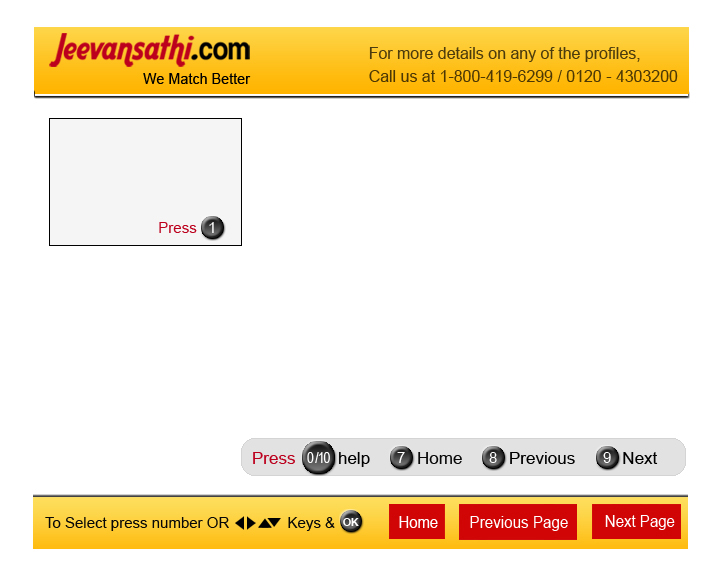 Jeevansathi.com
We Match Better
For more details on any of the profiles,
Call us at 1-800-419-6299 / 0120 - 4303200
Press 1
Press 0/10 help 7 Home 8 Previous 9 Next
To Select press number OR ◀▶▲▼ Keys & OK Home Previous Page Next Page